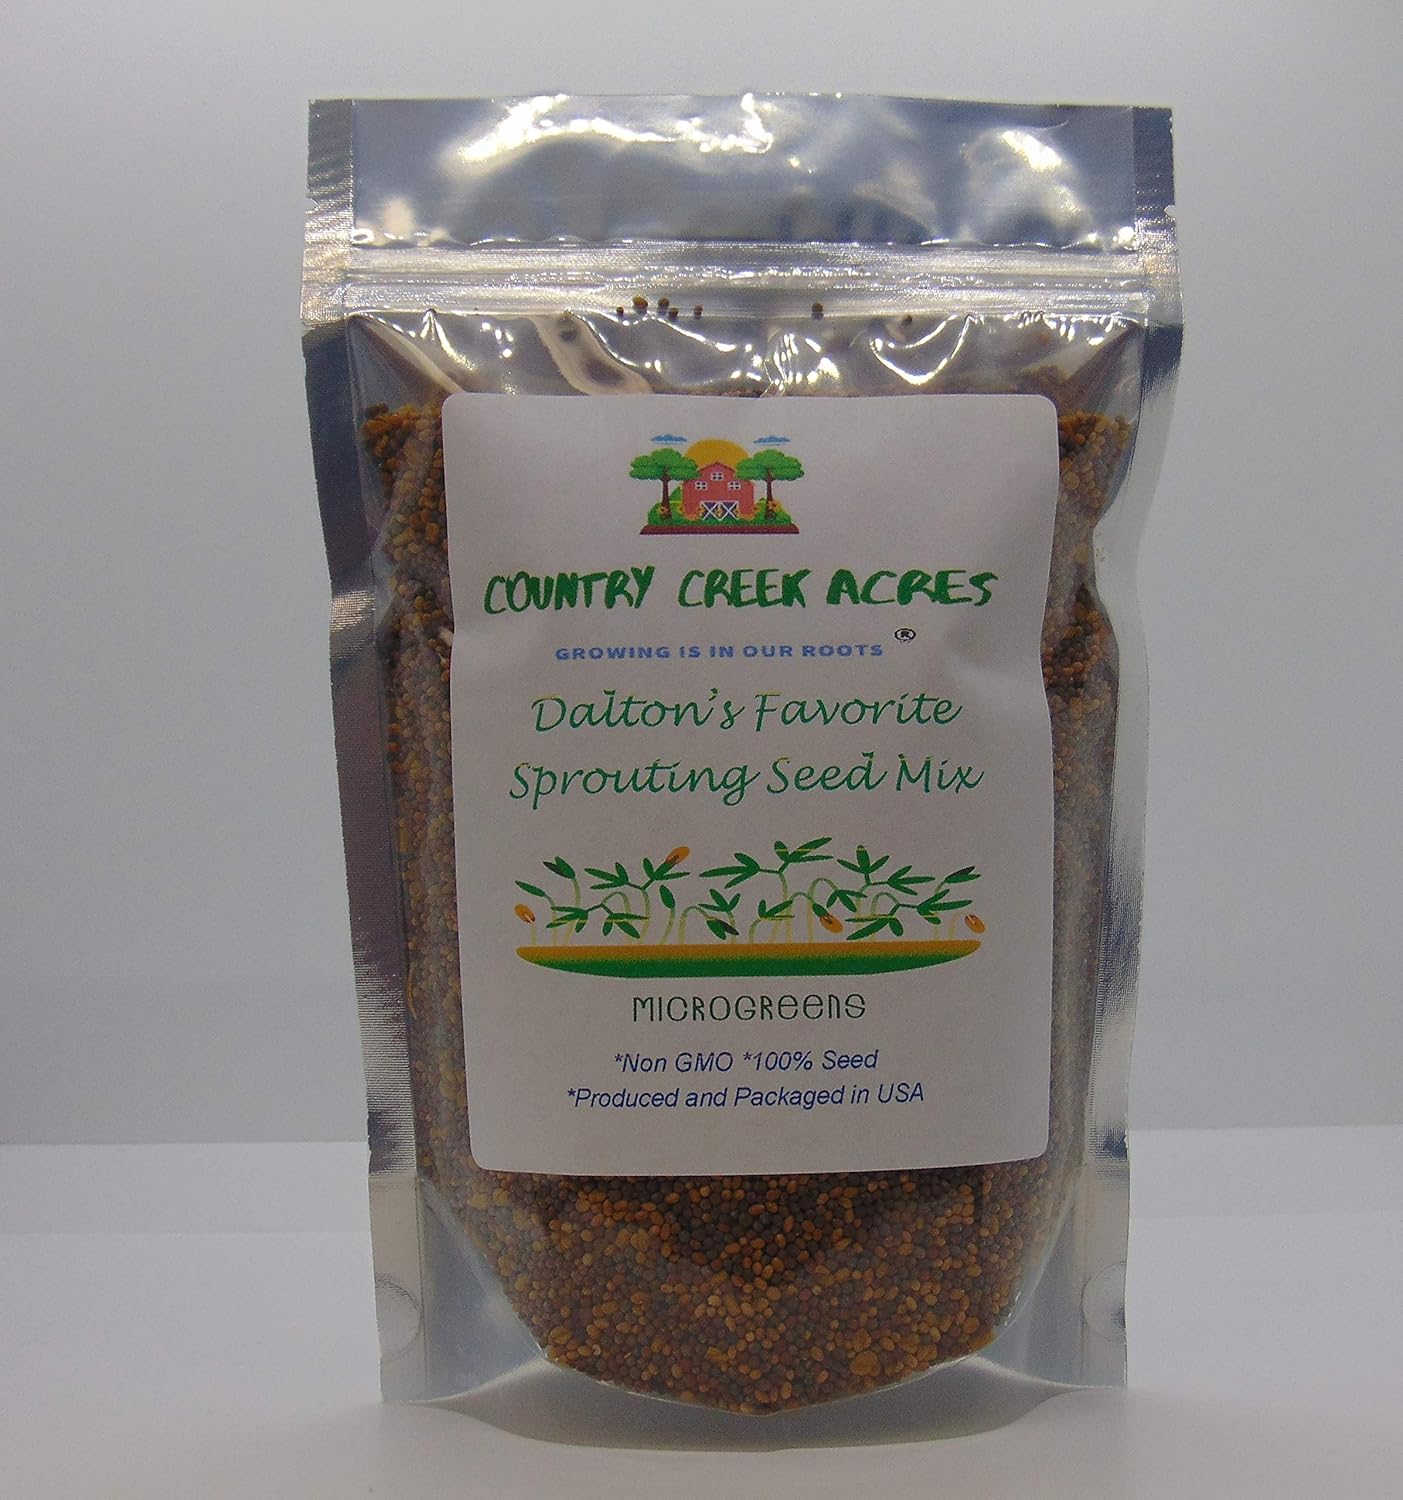 COUNTRY CREEK ACRES
GROWING IS IN OUR ROOTS ®
Dalton's Favorite
Sprouting Seed Mix
MICROGREENS
*Non GMO *100% Seed
*Produced and Packaged in USA